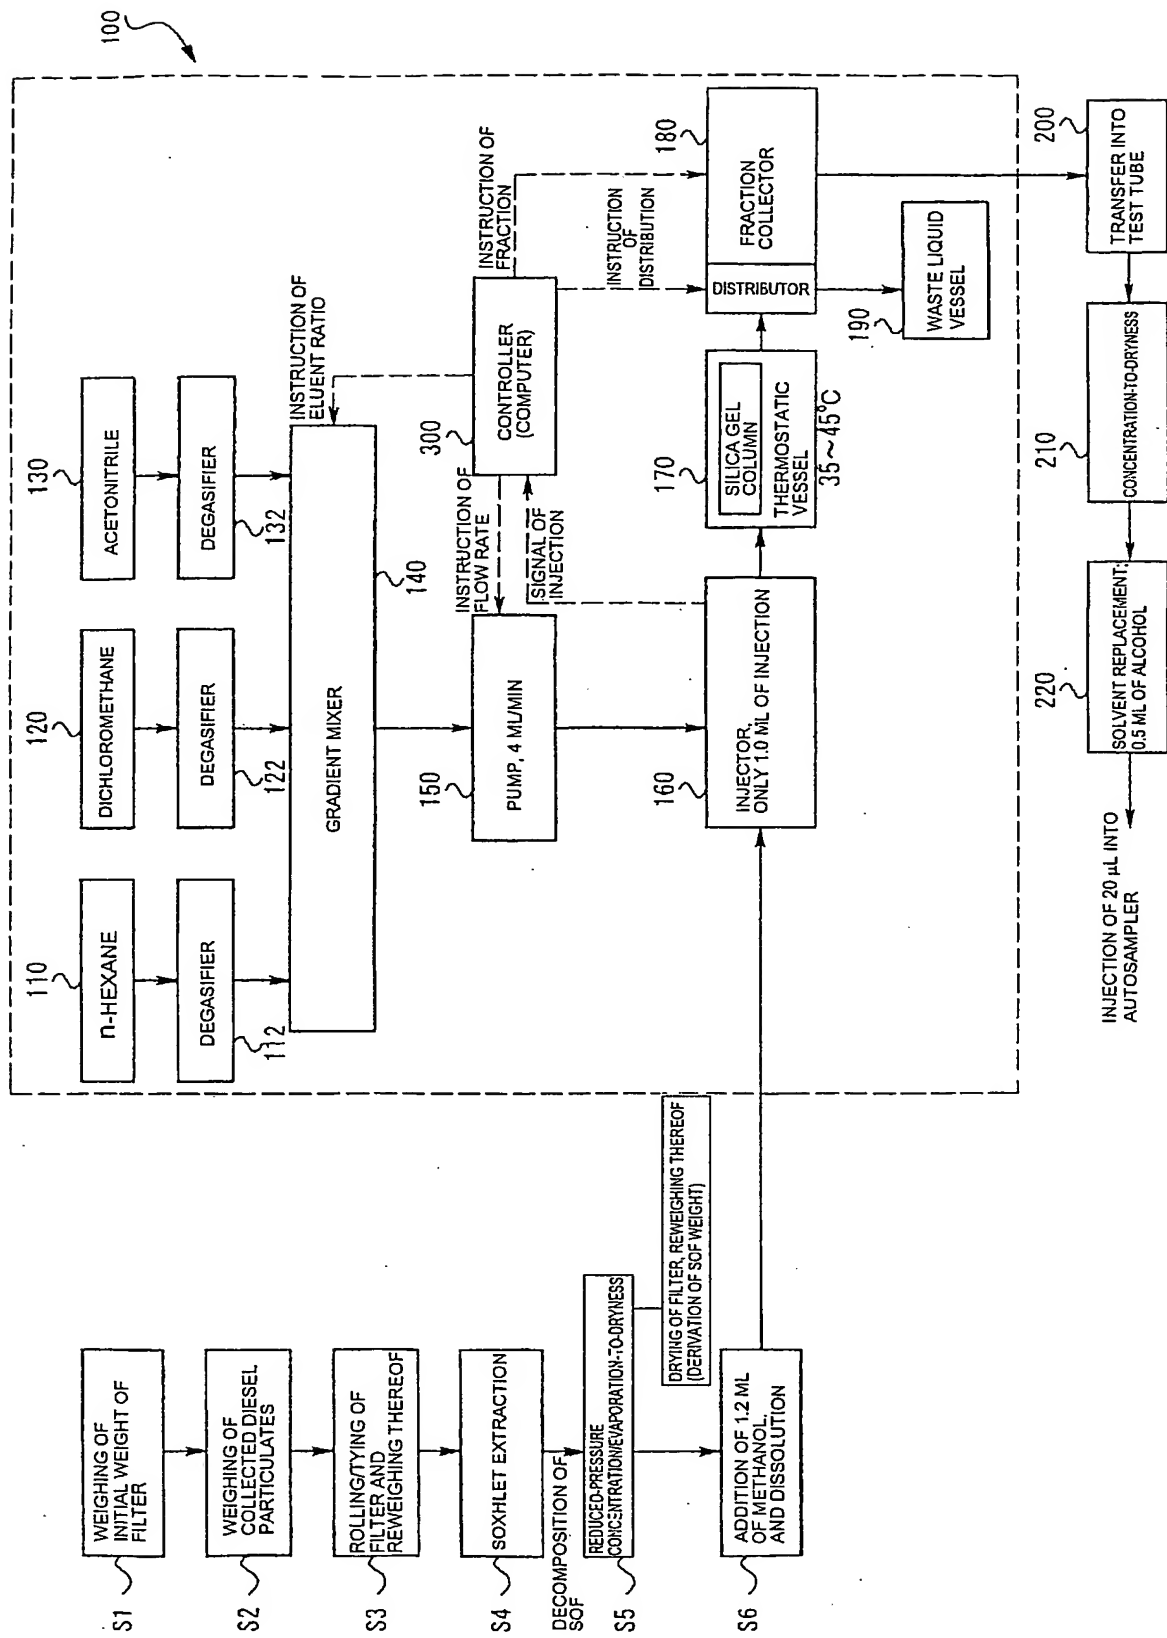 100
S1
WEIGHING OF
INITIAL WEIGHT OF
FILTER
S2
WEIGHING OF
COLLECTED DIESEL
PARTICULATES
S3
ROLLING/TYING OF
FILTER AND
REWEIGHING THEREOF
S4
SOXHLET EXTRACTION
DECOMPOSITION OF
SOF
S5
REDUCED-PRESSURE
CONCENTRATION/EVAPORATION-TO-DRYNESS
DRYING OF FILTER, REWEIGHING THEREOF
(DERIVATION OF SOF WEIGHT)
S6
ADDITION OF 1.2 ML
OF METHANOL,
AND DISSOLUTION
110
n-HEXANE
DEGASIFIER
112
120
DICHLOROMETHANE
DEGASIFIER
122
130
ACETONITRILE
DEGASIFIER
132
INSTRUCTION OF
ELUENT RATIO
GRADIENT MIXER
140
150
PUMP, 4 ML/MIN
INSTRUCTION OF
FLOW RATE
SIGNAL OF
INJECTION
300
CONTROLLER
(COMPUTER)
INSTRUCTION OF
FRACTION
INSTRUCTION
OF
DISTRIBUTION
160
INJECTOR,
ONLY 1.0 ML OF INJECTION
170
SILICA GEL
COLUMN
THERMOSTATIC
VESSEL
35~45°C
DISTRIBUTOR
180
FRACTION
COLLECTOR
190
WASTE LIQUID
VESSEL
200
TRANSFER INTO
TEST TUBE
210
CONCENTRATION-TO-DRYNESS
220
SOLVENT REPLACEMENT:
0.5 ML OF ALCOHOL
INJECTION OF 20 µL INTO
AUTOSAMPLER